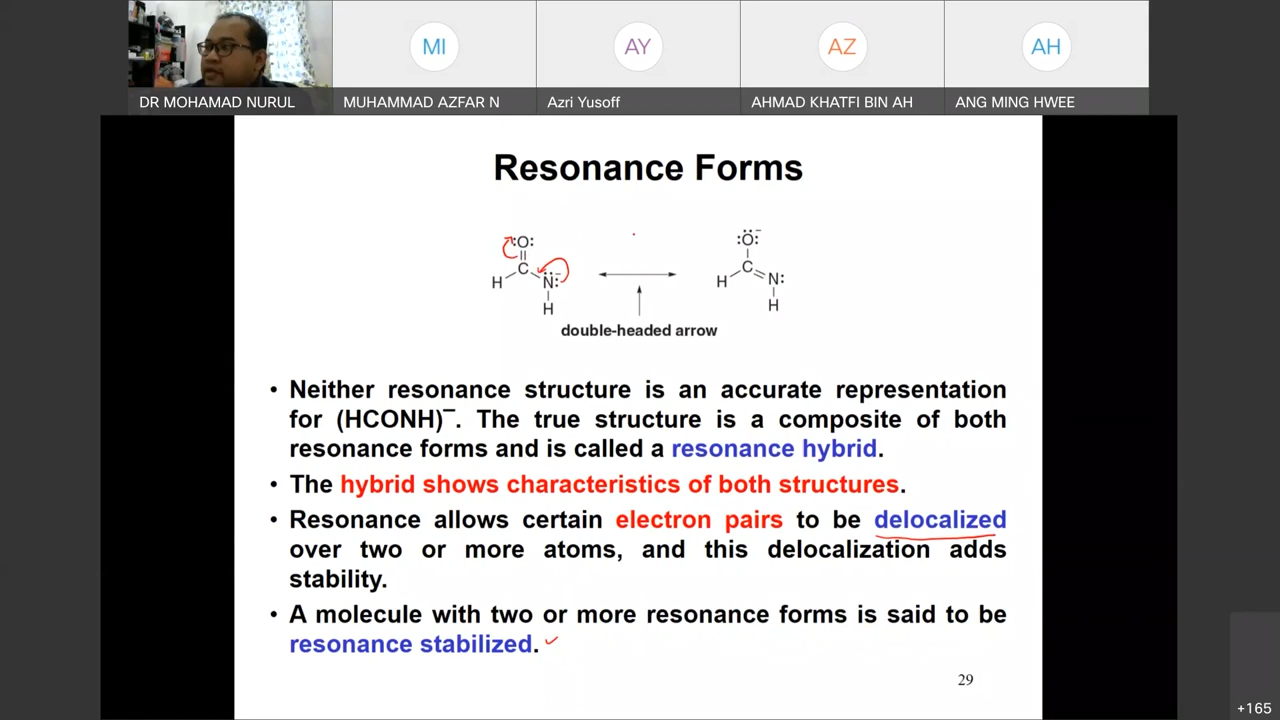 MI
AY
AZ
AH
DR MOHAMAD NURUL
MUHAMMAD AZFAR N
Azri Yusoff
AHMAD KHATFI BIN AH
ANG MING HWEE
Resonance Forms
:O:
C
H
N:
H
:Ö:⁻
C
H
N:
H
double-headed arrow
• Neither resonance structure is an accurate representation
for (HCONH)⁻. The true structure is a composite of both
resonance forms and is called a resonance hybrid.
• The hybrid shows characteristics of both structures.
• Resonance allows certain electron pairs to be delocalized
over two or more atoms, and this delocalization adds
stability.
• A molecule with two or more resonance forms is said to be
resonance stabilized.
29
+165